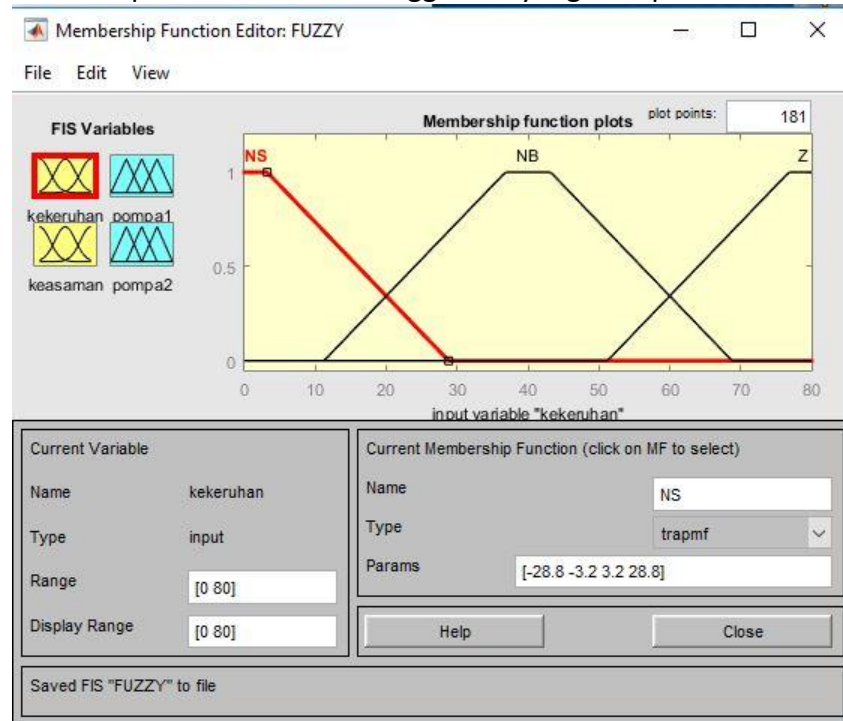 Membership Function Editor: FUZZY
File Edit View
FIS Variables
kekeruhan pompa1
keasaman pompa2
Membership function plots plot points: 181
NS NB Z
1
0.5
0
0 10 20 30 40 50 60 70 80
input variable "kekeruhan"
Current Variable
Name kekeruhan
Type input
Range [0 80]
Display Range [0 80]
Current Membership Function (click on MF to select)
Name NS
Type trapmf
Params [-28.8 -3.2 3.2 28.8]
Help Close
Saved FIS "FUZZY" to file